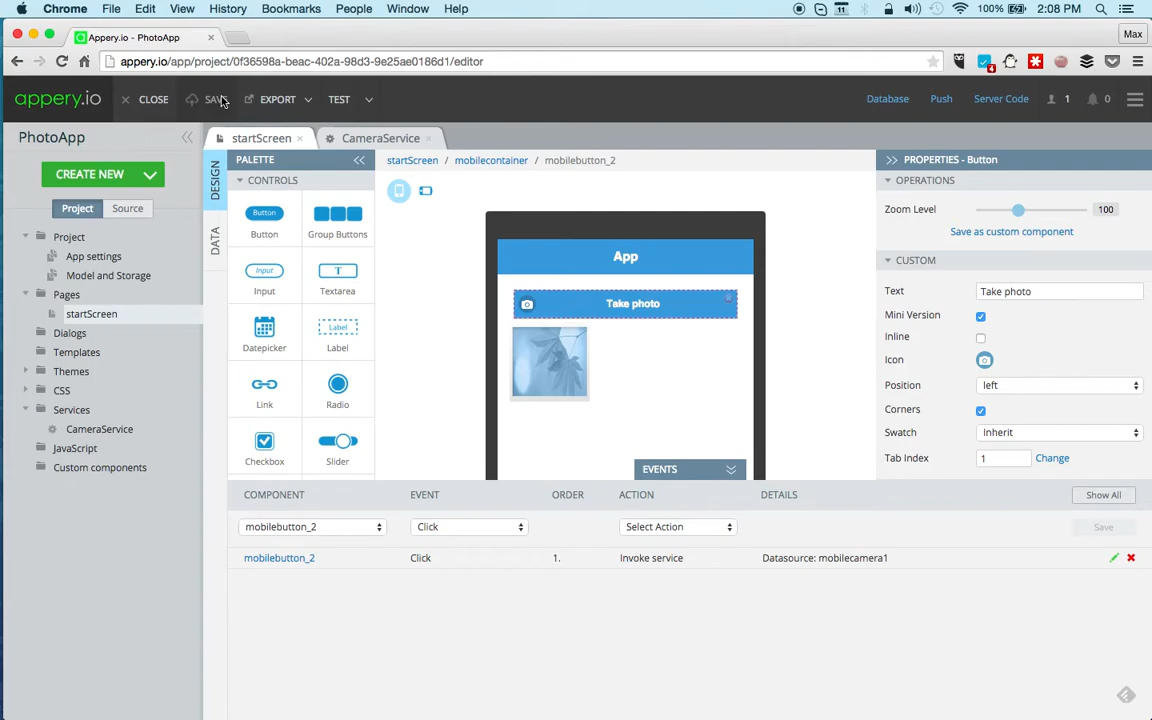 Chrome File Edit View History Bookmarks People Window Help 11 100% 2:08 PM
Appery.io - PhotoApp × Max
appery.io/app/project/0f36598a-beac-402a-98d3-9e25ae0186d1/editor 4
appery.io × CLOSE SAVE EXPORT TEST Database Push Server Code 1 0
PhotoApp startScreen × CameraService ×
CREATE NEW
Project Source
Project
App settings
Model and Storage
Pages
startScreen
Dialogs
Templates
Themes
CSS
Services
CameraService
JavaScript
Custom components
DESIGN
DATA
PALETTE
CONTROLS
Button
Button Group Buttons
Input T
Input Textarea
Label
Datepicker Label
Link Radio
Checkbox Slider
startScreen / mobilecontainer / mobilebutton_2
App
Take photo
EVENTS
PROPERTIES - Button
OPERATIONS
Zoom Level 100
Save as custom component
CUSTOM
Text Take photo
Mini Version
Inline
Icon
Position left
Corners
Swatch Inherit
Tab Index 1 Change
COMPONENT EVENT ORDER ACTION DETAILS Show All
mobilebutton_2 Click Select Action Save
mobilebutton_2 Click 1. Invoke service Datasource: mobilecamera1